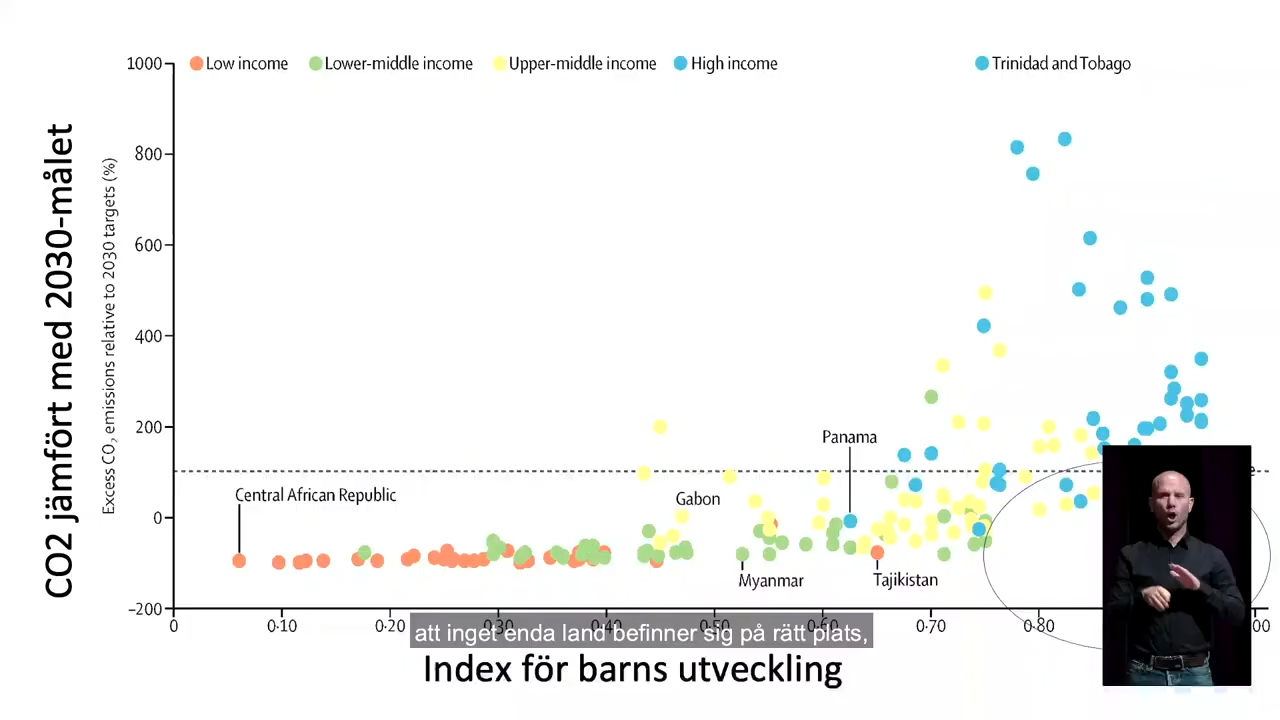 1000
Low income
Lower-middle income
Upper-middle income
High income
Trinidad and Tobago
800
600
400
200
0
–200
CO2 jämfört med 2030-målet
Excess CO₂ emissions relative to 2030 targets (%)
Panama
Central African Republic
Gabon
Myanmar
Tajikistan
0
0·10
0·20
0·30
0·40
0·50
0·60
0·70
0·80
att inget enda land befinner sig på rätt plats,
Index för barns utveckling